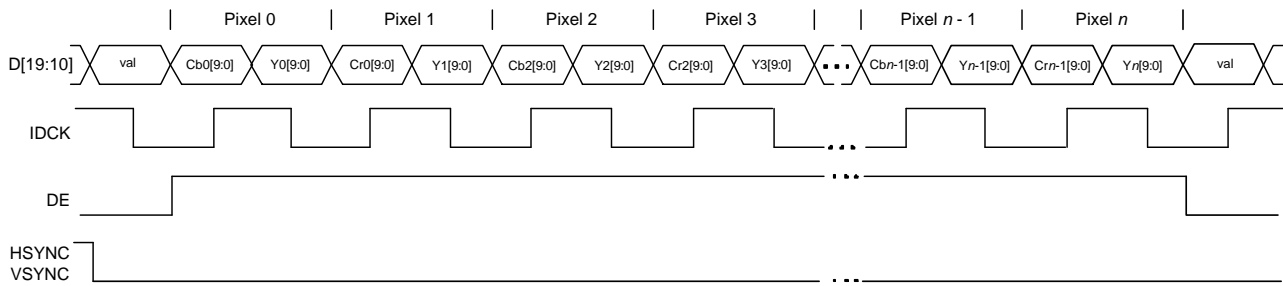 Pixel 0 Pixel 1 Pixel 2 Pixel 3 Pixel n - 1 Pixel n
D[19:10] val Cb0[9:0] Y0[9:0] Cr0[9:0] Y1[9:0] Cb2[9:0] Y2[9:0] Cr2[9:0] Y3[9:0] Cbn-1[9:0] Yn-1[9:0] Crn-1[9:0] Yn[9:0] val
IDCK
DE
HSYNC
VSYNC